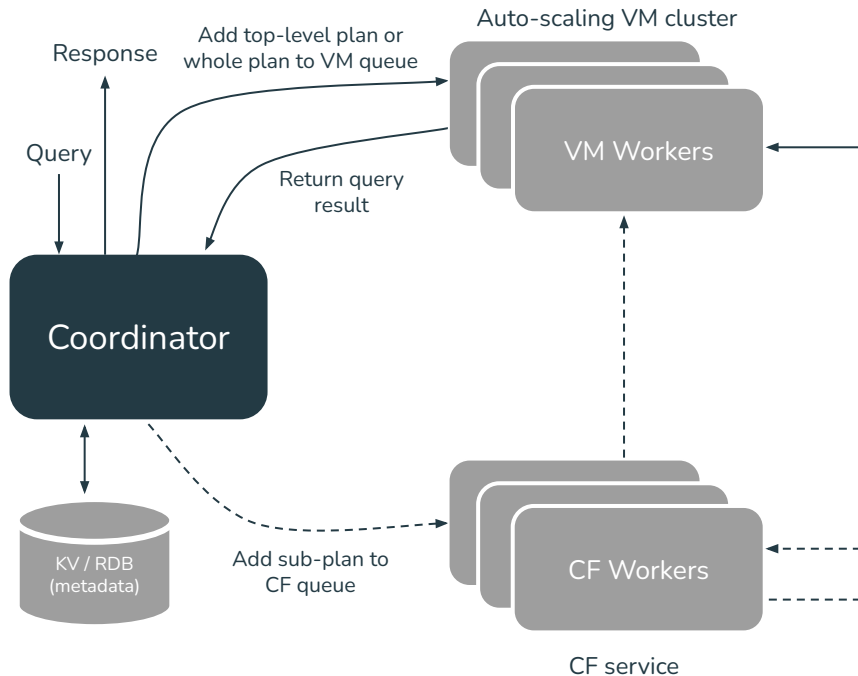 Auto-scaling VM cluster
Add top-level plan or
whole plan to VM queue
Response
Query
VM Workers
Return query
result
Coordinator
KV / RDB
(metadata)
Add sub-plan to
CF queue
CF Workers
CF service